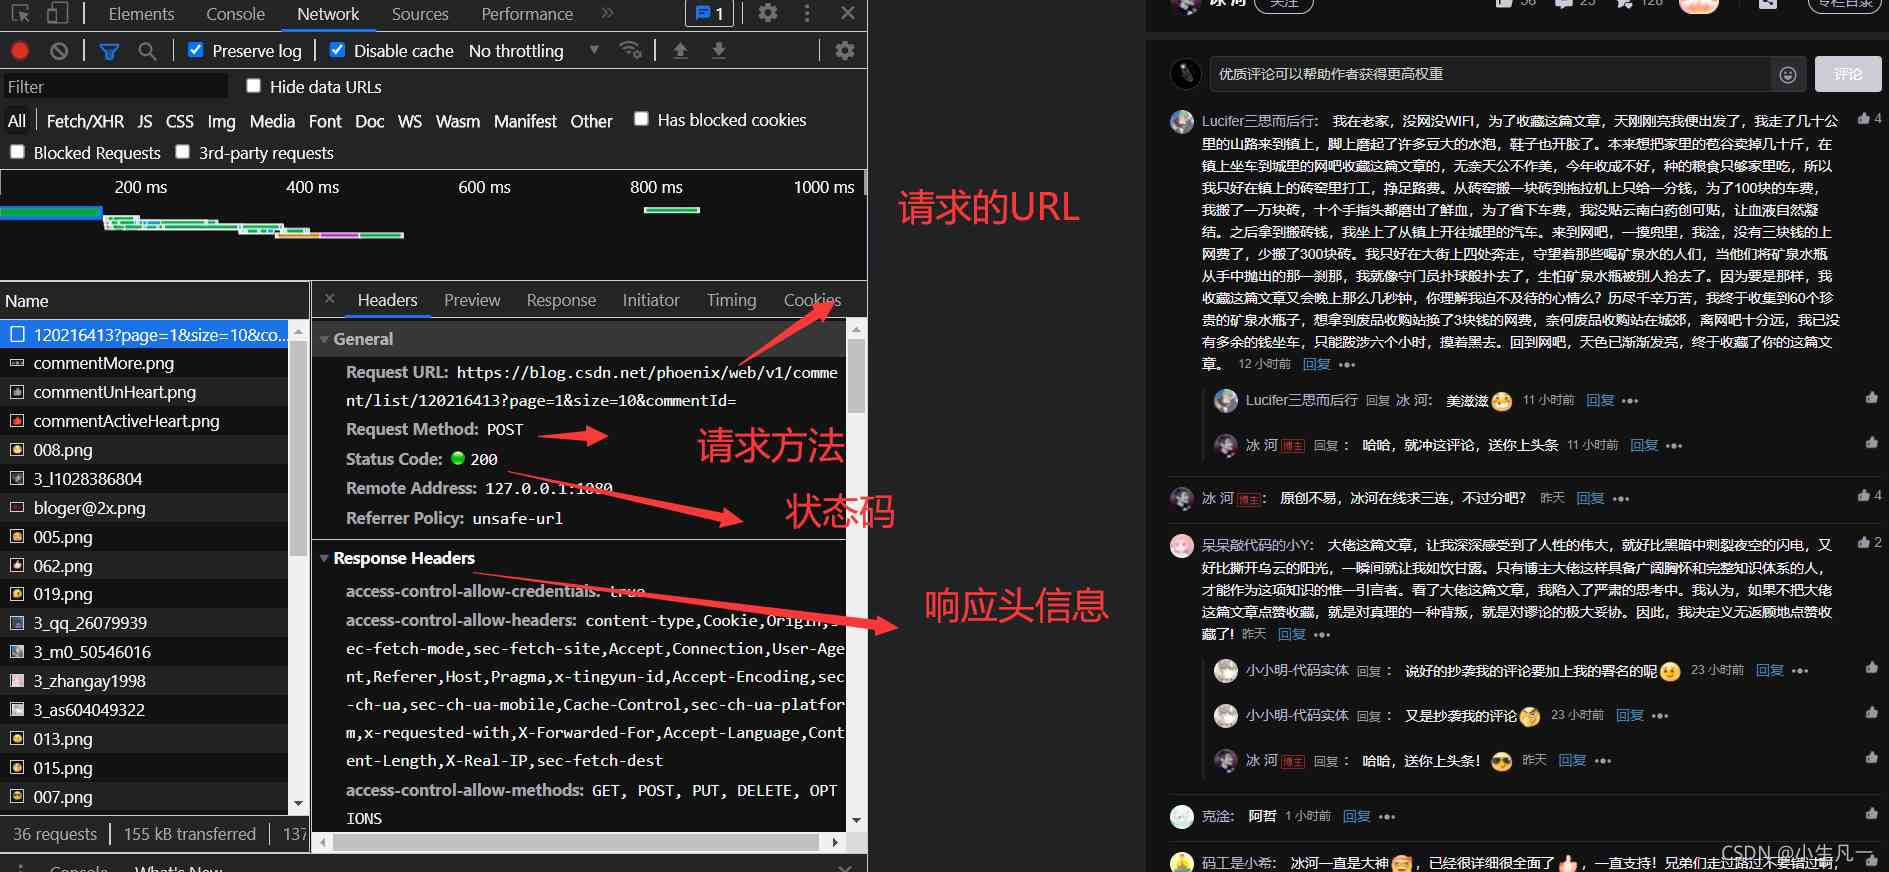 Elements Console Network Sources Performance » 1
Preserve log Disable cache No throttling
Filter Hide data URLs
All Fetch/XHR JS CSS Img Media Font Doc WS Wasm Manifest Other Has blocked cookies
Blocked Requests 3rd-party requests
200 ms 400 ms 600 ms 800 ms 1000 ms
Name
120216413?page=1&size=10&co...
commentMore.png
commentUnHeart.png
commentActiveHeart.png
008.png
3_l1028386804
bloger@2x.png
005.png
062.png
019.png
3_qq_26079939
3_m0_50546016
3_zhangay1998
3_as604049322
013.png
015.png
007.png
36 requests 155 kB transferred 137
Console What's New
× Headers Preview Response Initiator Timing Cookies
General
Request URL: https://blog.csdn.net/phoenix/web/v1/comme
nt/list/120216413?page=1&size=10&commentId=
Request Method: POST
Status Code: 200
Remote Address: 127.0.0.1:1080
Referrer Policy: unsafe-url
Response Headers
access-control-allow-credentials: true
access-control-allow-headers: content-type,Cookie,Origin,s
ec-fetch-mode,sec-fetch-site,Accept,Connection,User-Age
nt,Referer,Host,Pragma,x-tingyun-id,Accept-Encoding,sec
-ch-ua,sec-ch-ua-mobile,Cache-Control,sec-ch-ua-platfor
m,x-requested-with,X-Forwarded-For,Accept-Language,Cont
ent-Length,X-Real-IP,sec-fetch-dest
access-control-allow-methods: GET, POST, PUT, DELETE, OPT
IONS
请求的URL
请求方法
状态码
响应头信息
冰 河 关注 56 25 126 专栏目录
优质评论可以帮助作者获得更高权重 评论
Lucifer三思而后行: 我在老家，没网没WIFI，为了收藏这篇文章，天刚刚亮我便出发了，我走了几十公 4
里的山路来到镇上，脚上磨起了许多豆大的水泡，鞋子也开胶了。本来想把家里的苞谷卖掉几十斤，在
镇上坐车到城里的网吧收藏这篇文章的，无奈天公不作美，今年收成不好，种的粮食只够家里吃，所以
我只好在镇上的砖窑里打工，挣足路费。从砖窑搬一块砖到拖拉机上只给一分钱，为了100块的车费，
我搬了一万块砖，十个手指头都磨出了鲜血，为了省下车费，我没贴云南白药创可贴，让血液自然凝
结。之后拿到搬砖钱，我坐上了从镇上开往城里的汽车。来到网吧，一摸兜里，我淦，没有三块钱的上
网费了，少搬了300块砖。我只好在大街上四处奔走，守望着那些喝矿泉水的人们，当他们将矿泉水瓶
从手中抛出的那一刹那，我就像守门员扑球般扑去了，生怕矿泉水瓶被别人抢去了。因为要是那样，我
收藏这篇文章又会晚上那么几秒钟，你理解我迫不及待的心情么？历尽千辛万苦，我终于收集到60个珍
贵的矿泉水瓶子，想拿到废品收购站换了3块钱的网费，奈何废品收购站在城郊，离网吧十分远，我已没
有多余的钱坐车，只能跋涉六个小时，摸着黑去。回到网吧，天色已渐渐发亮，终于收藏了你的这篇文
章。 12 小时前 回复 •••
Lucifer三思而后行 回复 冰 河: 美滋滋 11 小时前 回复 •••
冰 河 博主 回复: 哈哈，就冲这评论，送你上头条 11 小时前 回复 •••
冰 河 博主: 原创不易，冰河在线求三连，不过分吧？ 昨天 回复 ••• 4
呆呆敲代码的小Y: 大佬这篇文章，让我深深感受到了人性的伟大，就好比黑暗中刺裂夜空的闪电，又 2
好比撕开乌云的阳光，一瞬间就让我如饮甘露。只有博主大佬这样具备广阔胸怀和完整知识体系的人，
才能作为这项知识的惟一引言者。看了大佬这篇文章，我陷入了严肃的思考中。我认为，如果不把大佬
这篇文章点赞收藏，就是对真理的一种背叛，就是对谬论的极大妥协。因此，我决定义无返顾地点赞收
藏了! 昨天 回复 •••
小小明-代码实体 回复: 说好的抄袭我的评论要加上我的署名的呢 23 小时前 回复 •••
小小明-代码实体 回复: 又是抄袭我的评论 23 小时前 回复 •••
冰 河 博主 回复: 哈哈，送你上头条！ 昨天 回复 •••
克淦: 阿哲 1 小时前 回复 •••
码工是小希: 冰河一直是大神 ，已经很详细很全面了 ，一直支持！兄弟们走过路过不要错过啊，
CSDN @小生凡一